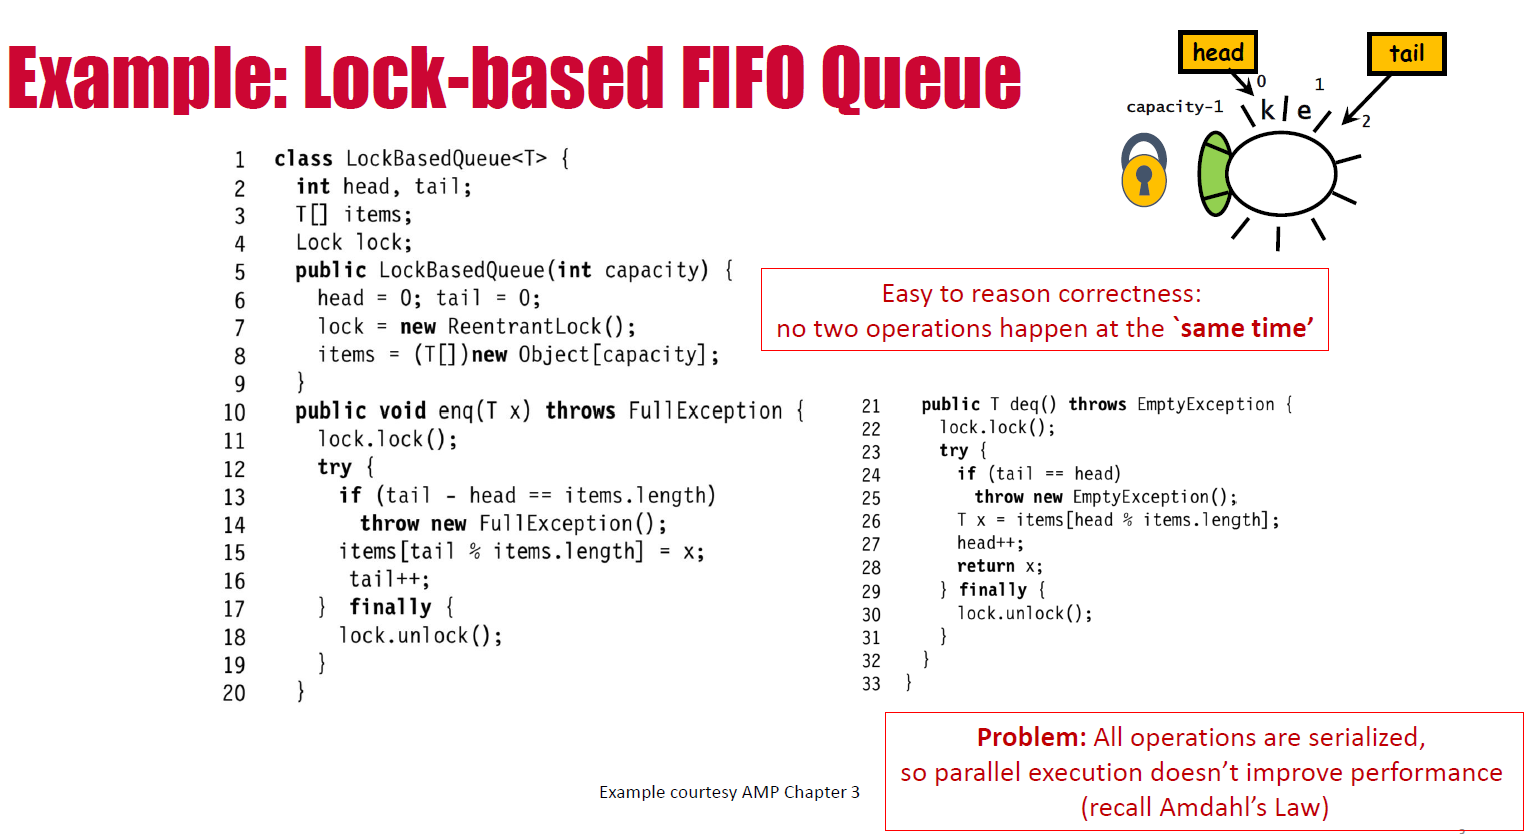 Example: Lock-based FIFO Queue
head
tail
0
1
capacity-1
k
e
2
1 class LockBasedQueue<T> {
2 int head, tail;
3 T[] items;
4 Lock lock;
5 public LockBasedQueue(int capacity) {
6 head = 0; tail = 0;
7 lock = new ReentrantLock();
8 items = (T[])new Object[capacity];
9 }
10 public void enq(T x) throws FullException {
11 lock.lock();
12 try {
13 if (tail - head == items.length)
14 throw new FullException();
15 items[tail % items.length] = x;
16 tail++;
17 } finally {
18 lock.unlock();
19 }
20 }
Easy to reason correctness:
no two operations happen at the `same time’
21 public T deq() throws EmptyException {
22 lock.lock();
23 try {
24 if (tail == head)
25 throw new EmptyException();
26 T x = items[head % items.length];
27 head++;
28 return x;
29 } finally {
30 lock.unlock();
31 }
32 }
33 }
Problem: All operations are serialized,
so parallel execution doesn’t improve performance
(recall Amdahl’s Law)
Example courtesy AMP Chapter 3